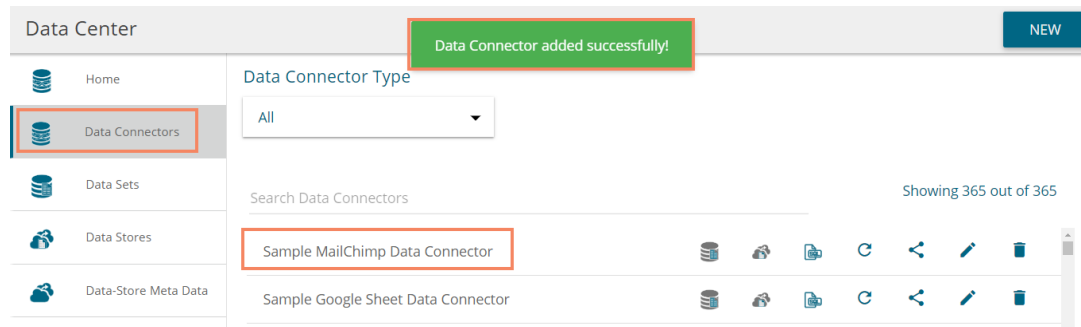 Data Center
Data Connector added successfully!
NEW
Home
Data Connectors
Data Sets
Data Stores
Data-Store Meta Data
Data Connector Type
All
Search Data Connectors
Showing 365 out of 365
Sample MailChimp Data Connector
Sample Google Sheet Data Connector